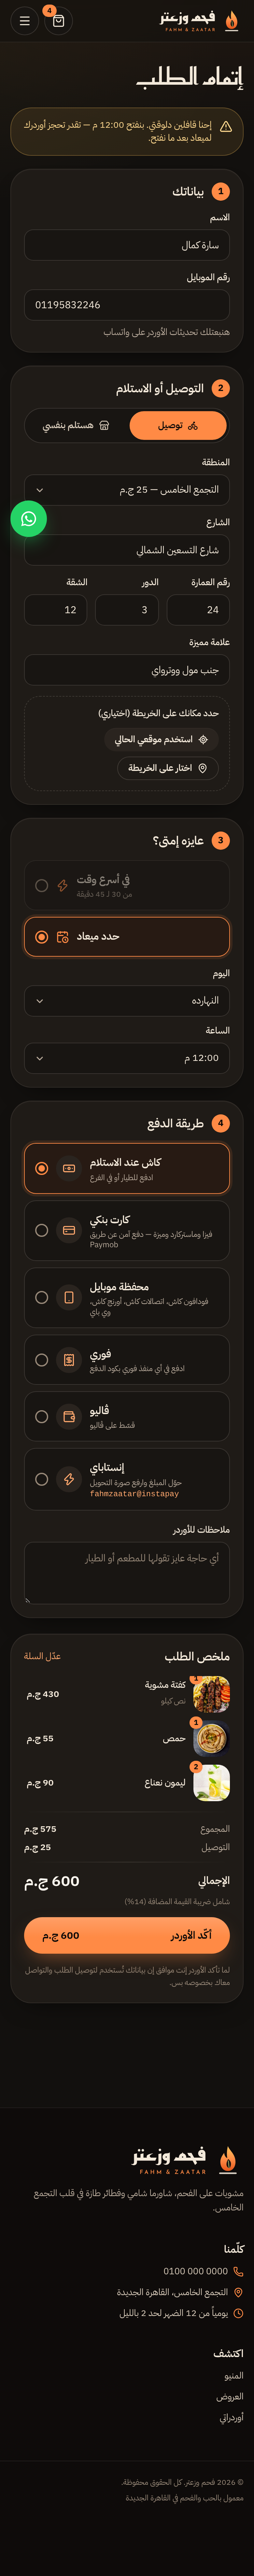 4
فحم وزعتر
FAHM & ZAATAR
إتمام الطلب
إحنا قافلين دلوقتي. بنفتح 12:00 م — تقدر تحجز أوردرك
لميعاد بعد ما نفتح.
1 بياناتك
الاسم
سارة كمال
رقم الموبايل
01195832246
هنبعتلك تحديثات الأوردر على واتساب
2 التوصيل أو الاستلام
توصيل
هستلم بنفسي
المنطقة
التجمع الخامس — 25 ج.م
الشارع
شارع التسعين الشمالي
رقم العمارة
الدور
الشقة
24
3
12
علامة مميزة
جنب مول ووترواي
حدد مكانك على الخريطة (اختياري)
استخدم موقعي الحالي
اختار على الخريطة
3 عايزه إمتى؟
في أسرع وقت
من 30 لـ 45 دقيقة
حدد ميعاد
اليوم
النهارده
الساعة
12:00 م
4 طريقة الدفع
كاش عند الاستلام
ادفع للطيار أو في الفرع
كارت بنكي
فيزا وماستركارد وميزة — دفع آمن عن طريق
Paymob
محفظة موبايل
فودافون كاش، اتصالات كاش، أورنچ كاش،
وي باي
فوري
ادفع في أي منفذ فوري بكود الدفع
ڤاليو
قسّط على ڤاليو
إنستاباي
حوّل المبلغ وارفع صورة التحويل
fahmzaatar@instapay
ملاحظات للأوردر
أي حاجة عايز تقولها للمطعم أو الطيار
ملخص الطلب
عدّل السلة
1
كفتة مشوية
نص كيلو
430 ج.م
1
حمص
55 ج.م
2
ليمون نعناع
90 ج.م
المجموع
575 ج.م
التوصيل
25 ج.م
الإجمالي
600 ج.م
شامل ضريبة القيمة المضافة (14%)
أكّد الأوردر
600 ج.م
لما تأكد الأوردر إنت موافق إن بياناتك تُستخدم لتوصيل الطلب والتواصل
معاك بخصوصه بس.
فحم وزعتر
FAHM & ZAATAR
مشويات على الفحم، شاورما شامي وفطائر طازة في قلب التجمع
الخامس.
كلّمنا
0100 000 0000
التجمع الخامس، القاهرة الجديدة
يومياً من 12 الضهر لحد 2 بالليل
اكتشف
المنيو
العروض
أوردراتي
© 2026 فحم وزعتر. كل الحقوق محفوظة.
معمول بالحب والفحم في القاهرة الجديدة